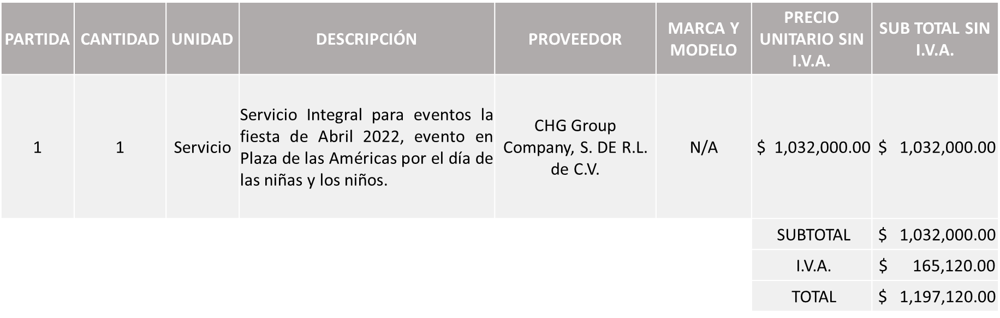 PARTIDA CANTIDAD UNIDAD DESCRIPCIÓN PROVEEDOR MARCA Y MODELO PRECIO UNITARIO SIN I.V.A. SUB TOTAL SIN I.V.A.
1 1 Servicio
Servicio Integral para eventos la
fiesta de Abril 2022, evento en
Plaza de las Américas por el día de
las niñas y los niños.
CHG Group
Company, S. DE R.L.
de C.V.
N/A
$ 1,032,000.00 $ 1,032,000.00
SUBTOTAL $ 1,032,000.00
I.V.A. $ 165,120.00
TOTAL $ 1,197,120.00